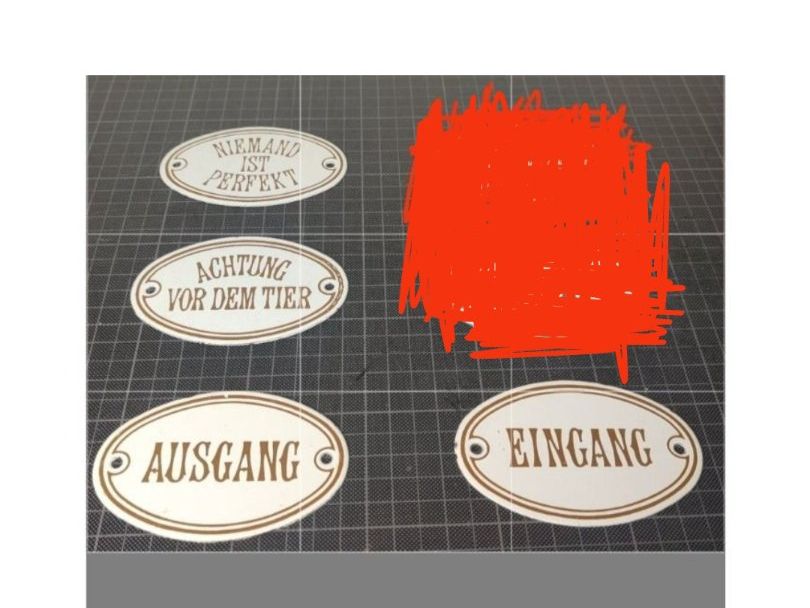 NIEMAND
IST
PERFEKT
ACHTUNG
VOR DEM TIER
AUSGANG
EINGANG